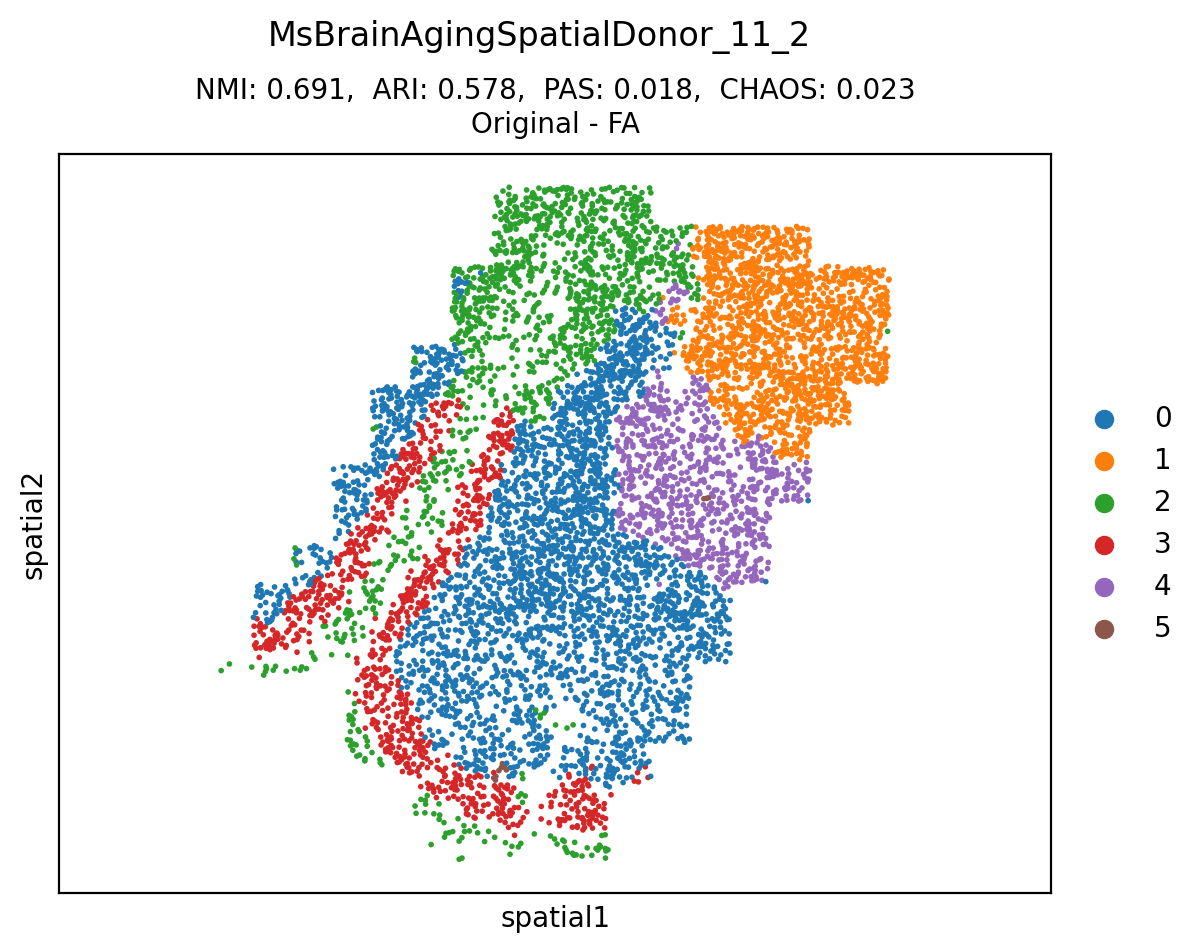 MsBrainAgingSpatialDonor_11_2
NMI: 0.691,  ARI: 0.578,  PAS: 0.018,  CHAOS: 0.023
Original - FA
spatial2
0
1
2
3
4
5
spatial1